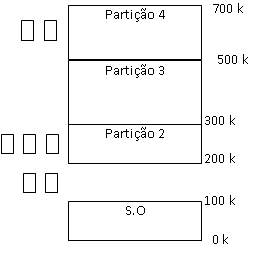 700 k
Partição 4
500 k
Partição 3
300 k
Partição 2
200 k
100 k
S.O
0 k